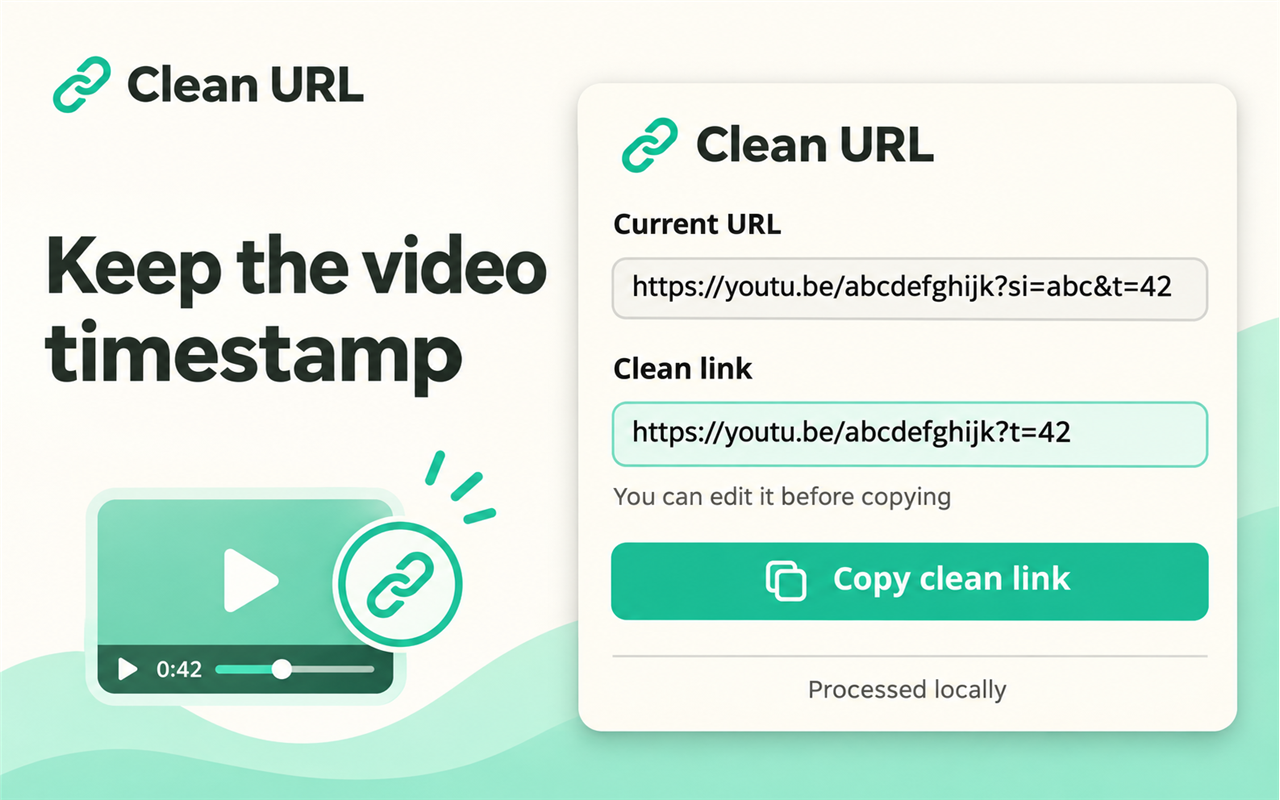 Clean URL
Keep the video
timestamp
0:42
Clean URL
Current URL
https://youtu.be/abcdefghijk?si=abc&t=42
Clean link
https://youtu.be/abcdefghijk?t=42
You can edit it before copying
Copy clean link
Processed locally